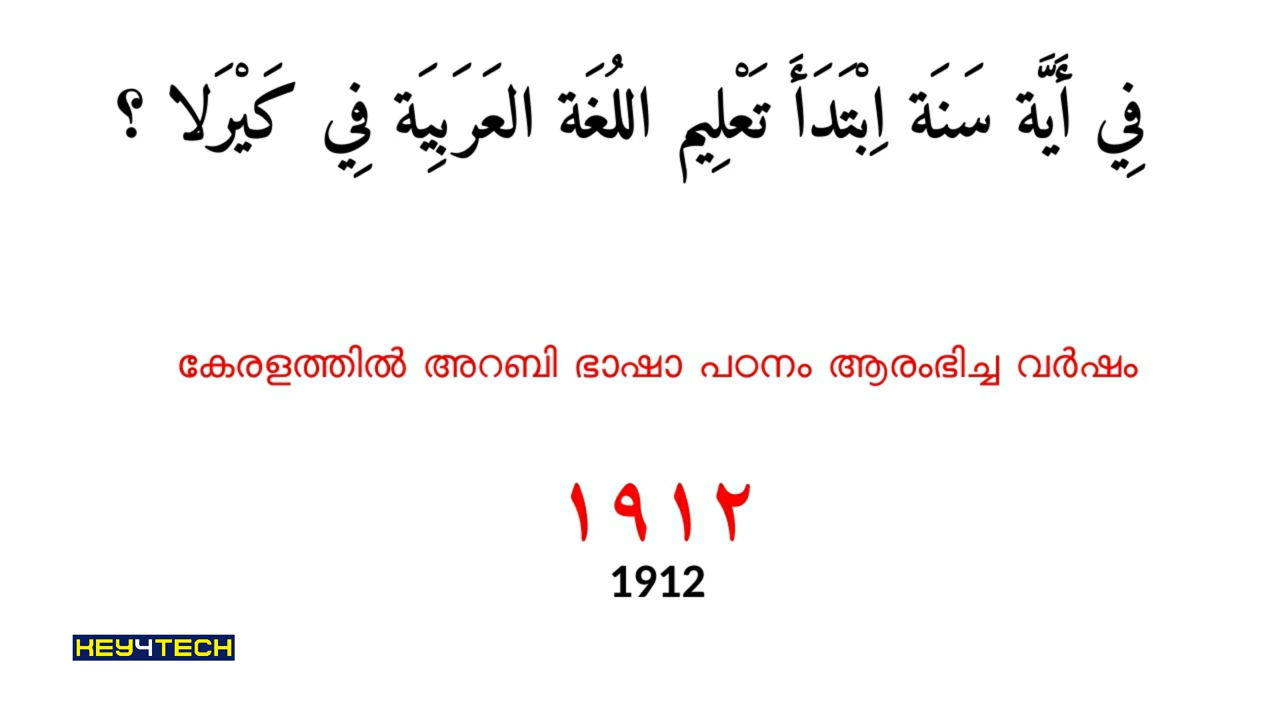 فِي أَيَّة سَنَة اِبْتَدَأَ تَعْلِيم اللُغَة العَرَبِيَة فِي كَيْرَلا ؟
കേരളത്തിൽ അറബി ഭാഷാ പഠനം ആരംഭിച്ച വർഷം
١٩١٢
1912
KEY4TECH